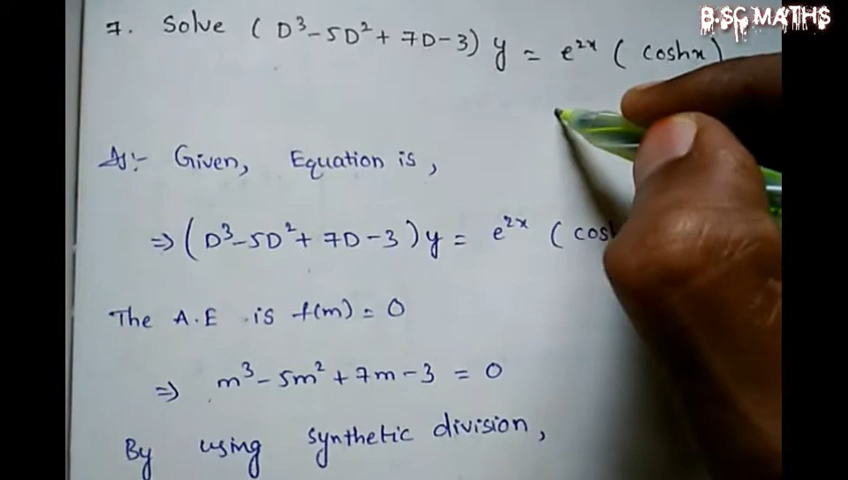 B.SC MATHS
7. Solve (D³-5D²+7D-3) y = e²ˣ (coshx)
Given, Equation is,
⇒ (D³-5D²+7D-3) y = e²ˣ (cosh
The A.E is f(m) = 0
⇒ m³-5m²+7m-3 = 0
By using synthetic division,